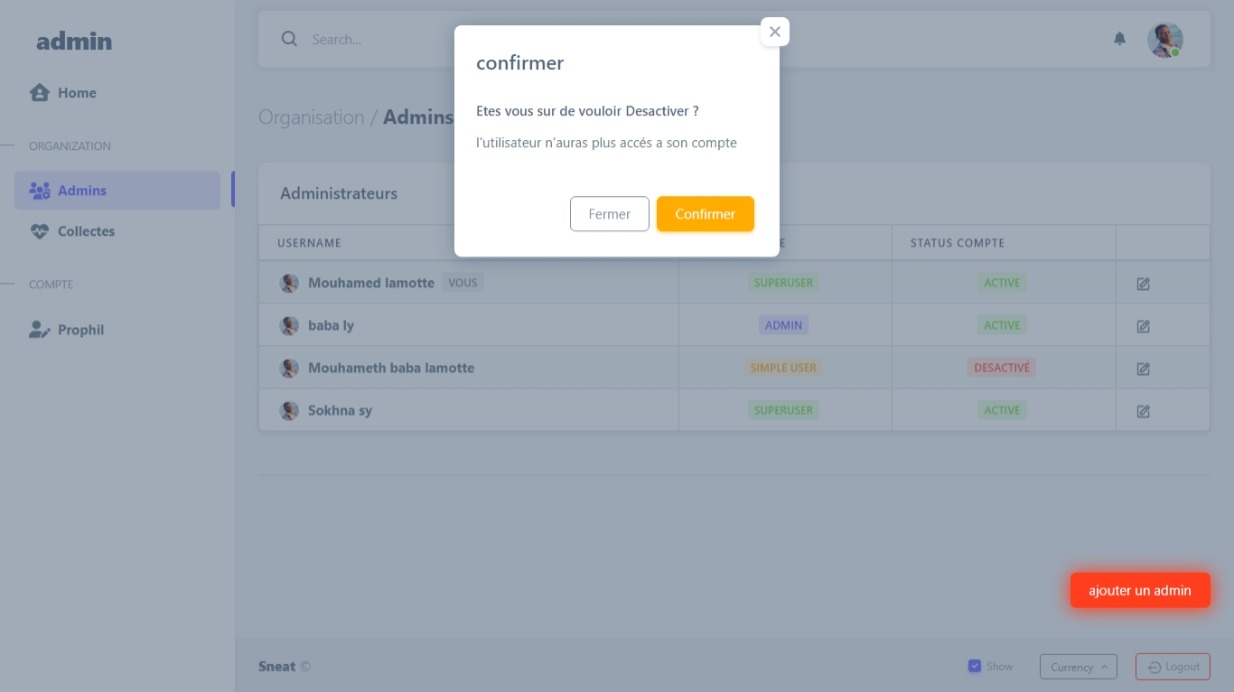 admin
Home
ORGANIZATION
Admins
Collectes
COMPTE
Prophil
Search...
Organisation / Admins
confirmer
Etes vous sur de vouloir Desactiver ?
l'utilisateur n'auras plus accés a son compte
Fermer Confirmer
Administrateurs
USERNAME STATUS COMPTE
Mouhamed lamotte VOUS SUPERUSER ACTIVE
baba ly ADMIN ACTIVE
Mouhameth baba lamotte SIMPLE USER DESACTIVÉ
Sokhna sy SUPERUSER ACTIVE
ajouter un admin
Sneat © Show Currency Logout